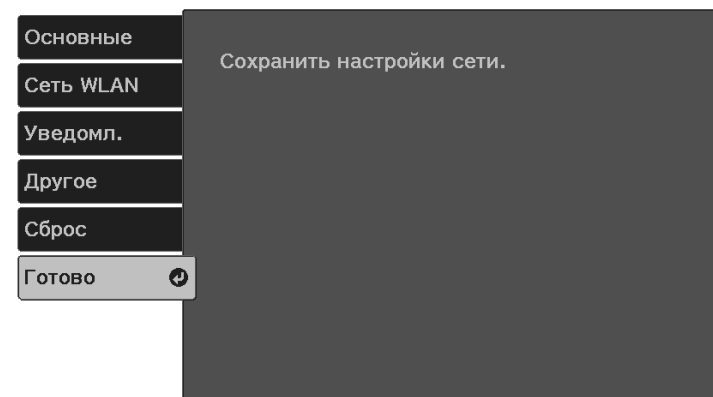 Основные
Сеть WLAN
Уведомл.
Другое
Сброс
Готово
Сохранить настройки сети.